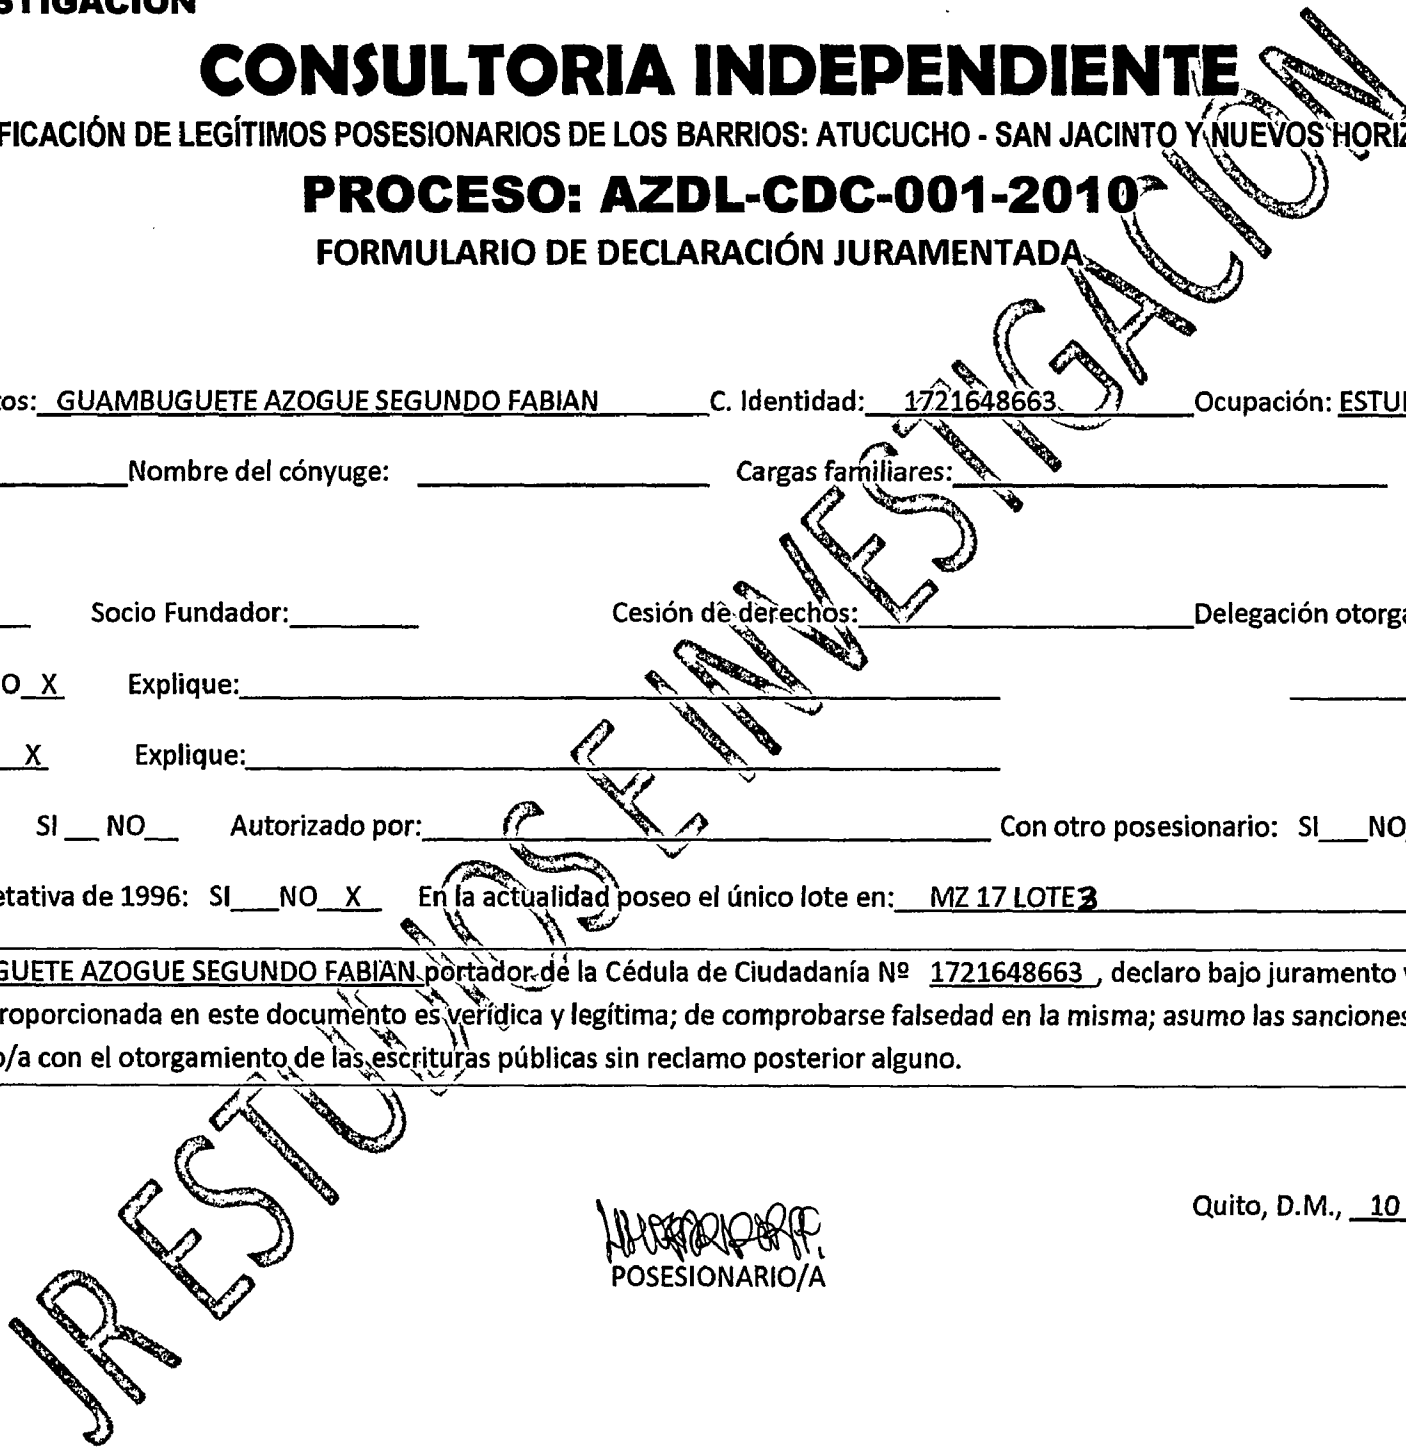 STIGACION
CONSULTORIA INDEPENDIENTE
FICACIÓN DE LEGÍTIMOS POSESIONARIOS DE LOS BARRIOS: ATUCUCHO - SAN JACINTO Y NUEVOS HORIZ
PROCESO: AZDL-CDC-001-2010
FORMULARIO DE DECLARACIÓN JURAMENTADA
os: GUAMBUGUETE AZOGUE SEGUNDO FABIAN C. Identidad: 1721648663 Ocupación: ESTUD
Nombre del cónyuge: Cargas familiares:
Socio Fundador: Cesión de derechos: Delegación otorga
O X Explique:
X Explique:
SI NO Autorizado por: Con otro posesionario: SI NO
etativa de 1996: SI NO X En la actualidad poseo el único lote en: MZ 17 LOTE 3
GUETE AZOGUE SEGUNDO FABIAN portador de la Cédula de Ciudadanía Nº 1721648663 , declaro bajo juramento
roporcionada en este documento es verídica y legítima; de comprobarse falsedad en la misma; asumo las sanciones
o/a con el otorgamiento de las escrituras públicas sin reclamo posterior alguno.
Quito, D.M., 10
POSESIONARIO/A
JR ESTUDIOS E INVESTIGACION